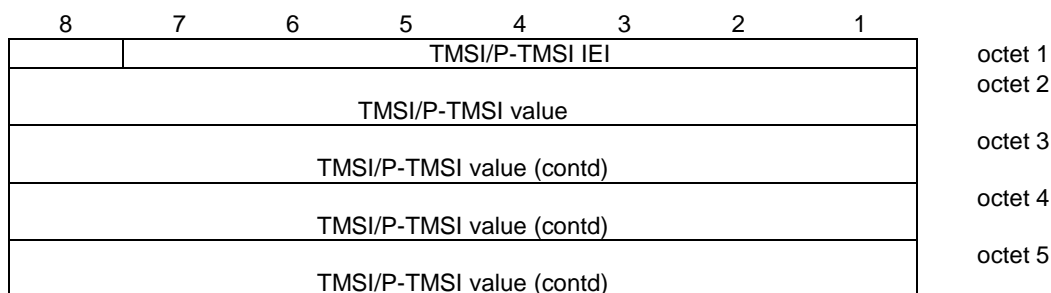 8 7 6 5 4 3 2 1
TMSI/P-TMSI IEI octet 1
octet 2
TMSI/P-TMSI value
octet 3
TMSI/P-TMSI value (contd)
octet 4
TMSI/P-TMSI value (contd)
octet 5
TMSI/P-TMSI value (contd)